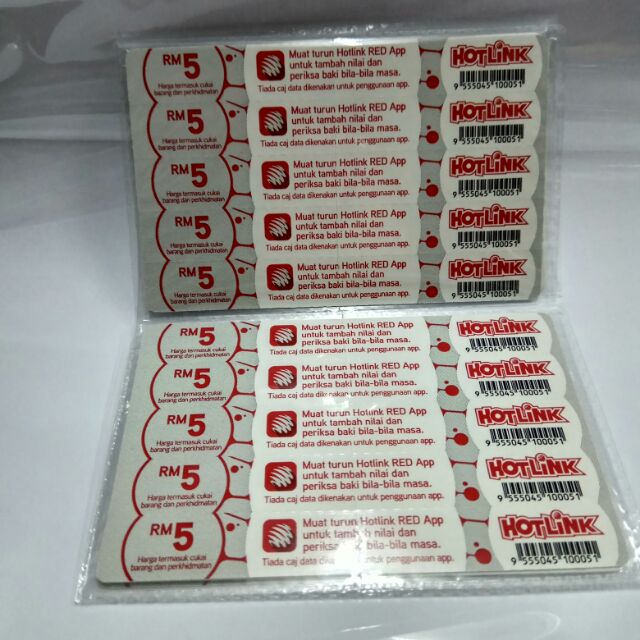 RM5
Harga termasuk cukai
barang dan perkhidmatan
Muat turun Hotlink RED App
untuk tambah nilai dan
periksa baki bila-bila masa.
Tiada caj data dikenakan untuk penggunaan app.
HOTLINK
9 555045 100051
RM5
Harga termasuk cukai
barang dan perkhidmatan
Muat turun Hotlink RED App
untuk tambah nilai dan
periksa baki bila-bila masa.
Tiada caj data dikenakan untuk penggunaan app.
HOTLINK
9 555045 100051
RM5
Harga termasuk cukai
barang dan perkhidmatan
Muat turun Hotlink RED App
untuk tambah nilai dan
periksa baki bila-bila masa.
Tiada caj data dikenakan untuk penggunaan app.
HOTLINK
9 555045 100051
RM5
Harga termasuk cukai
barang dan perkhidmatan
Muat turun Hotlink RED App
untuk tambah nilai dan
periksa baki bila-bila masa.
Tiada caj data dikenakan untuk penggunaan app.
HOTLINK
9 555045 100051
RM5
Harga termasuk cukai
barang dan perkhidmatan
Muat turun Hotlink RED App
untuk tambah nilai dan
periksa baki bila-bila masa.
Tiada caj data dikenakan untuk penggunaan app.
HOTLINK
9 555045 100051
RM5
Harga termasuk cukai
barang dan perkhidmatan
Muat turun Hotlink RED App
untuk tambah nilai dan
periksa baki bila-bila masa.
Tiada caj data dikenakan untuk penggunaan app.
HOTLINK
9 555045 100051
RM5
Harga termasuk cukai
barang dan perkhidmatan
Muat turun Hotlink RED App
untuk tambah nilai dan
periksa baki bila-bila masa.
Tiada caj data dikenakan untuk penggunaan app.
HOTLINK
9 555045 100051
RM5
Harga termasuk cukai
barang dan perkhidmatan
Muat turun Hotlink RED App
untuk tambah nilai dan
periksa baki bila-bila masa.
Tiada caj data dikenakan untuk penggunaan app.
HOTLINK
9 555045 100051
RM5
Harga termasuk cukai
barang dan perkhidmatan
Muat turun Hotlink RED App
untuk tambah nilai dan
periksa baki bila-bila masa.
Tiada caj data dikenakan untuk penggunaan app.
HOTLINK
9 555045 100051
RM5
Harga termasuk cukai
barang dan perkhidmatan
Muat turun Hotlink RED App
untuk tambah nilai dan
periksa baki bila-bila masa.
Tiada caj data dikenakan untuk penggunaan app.
HOTLINK
9 555045 100051